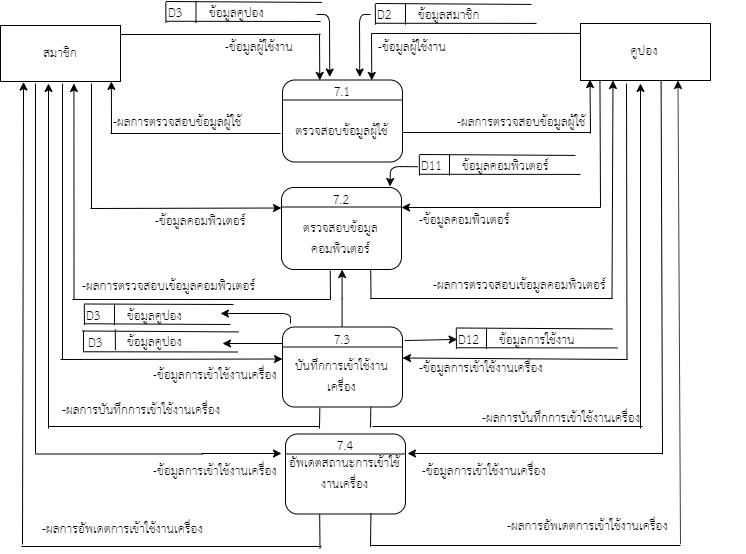 D3 ข้อมูลคูปอง
D2 ข้อมูลสมาชิก
สมาชิก
-ข้อมูลผู้ใช้งาน
-ข้อมูลผู้ใช้งาน
คูปอง
7.1
ตรวจสอบข้อมูลผู้ใช้
-ผลการตรวจสอบข้อมูลผู้ใช้
-ผลการตรวจสอบข้อมูลผู้ใช้
D11 ข้อมูลคอมพิวเตอร์
7.2
ตรวจสอบข้อมูล
คอมพิวเตอร์
-ข้อมูลคอมพิวเตอร์
-ข้อมูลคอมพิวเตอร์
-ผลการตรวจสอบเข้อมูลคอมพิวเตอร์
-ผลการตรวจสอบเข้อมูลคอมพิวเตอร์
D3 ข้อมูลคูปอง
D3 ข้อมูลคูปอง
7.3
บันทึกการเข้าใช้งาน
เครื่อง
D12 ข้อมูลการใช้งาน
-ข้อมูลการเข้าใช้งานเครื่อง
-ข้อมูลการเข้าใช้งานเครื่อง
-ผลการบันทึกการเข้าใช้งานเครื่อง
-ผลการบันทึกการเข้าใช้งานเครื่อง
7.4
อัพเดตสถานะการเข้าใช้
งานเครื่อง
-ข้อมูลการเข้าใช้งานเครื่อง
-ข้อมูลการเข้าใช้งานเครื่อง
-ผลการอัพเดตการเข้าใช้งานเครื่อง
-ผลการอัพเดตการเข้าใช้งานเครื่อง